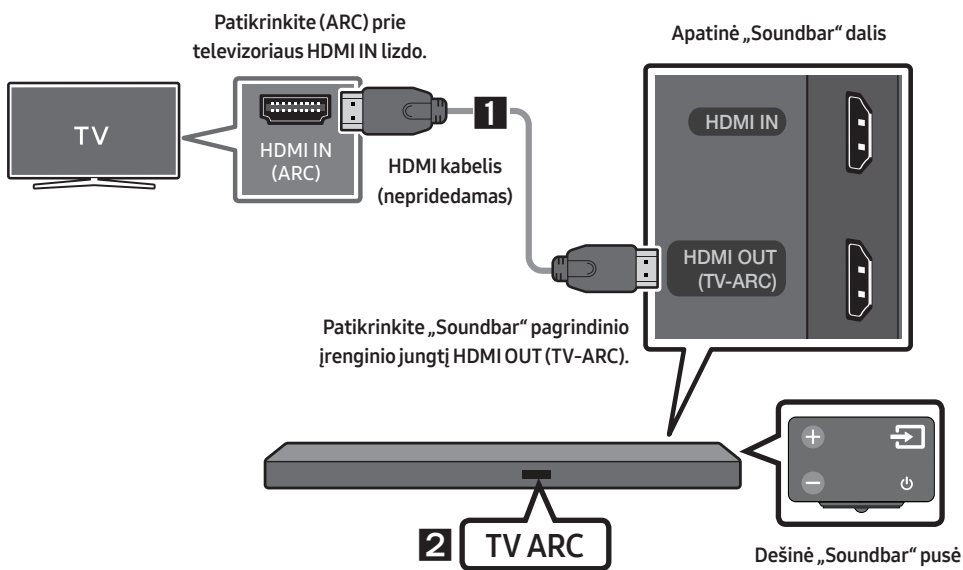 Patikrinkite (ARC) prie
televizoriaus HDMI IN lizdo.
Apatinė „Soundbar“ dalis
TV
HDMI IN
(ARC)
1
HDMI kabelis
(nepridedamas)
HDMI IN
HDMI OUT
(TV-ARC)
Patikrinkite „Soundbar“ pagrindinio
įrenginio jungtį HDMI OUT (TV-ARC).
2 TV ARC
Dešinė „Soundbar“ pusė